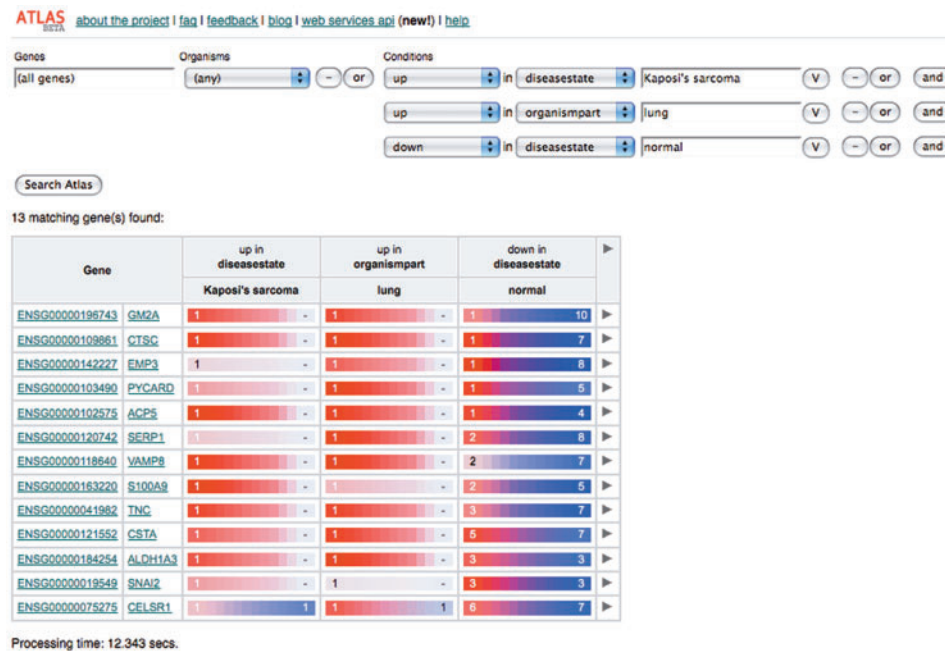 ATLAS BETA about the project | faq | feedback | blog | web services api (new!) | help
Genes Organisms Conditions
(all genes) (any) - or up in diseasestate Kaposi's sarcoma V - or and
up in organismpart lung V - or and
down in diseasestate normal V - or and
Search Atlas
13 matching gene(s) found:
Gene up in diseasestate up in organismpart down in diseasestate
Kaposi's sarcoma lung normal
ENSG00000196743 GM2A 1 - 1 - 1 10
ENSG00000109861 CTSC 1 - 1 - 1 7
ENSG00000142227 EMP3 1 - 1 - 1 8
ENSG00000103490 PYCARD 1 - 1 - 1 5
ENSG00000102575 ACP5 1 - 1 - 1 4
ENSG00000120742 SERP1 1 - 1 - 2 8
ENSG00000118640 VAMP8 1 - 1 - 2 7
ENSG00000163220 S100A9 1 - 1 - 2 5
ENSG00000041982 TNC 1 - 1 - 3 7
ENSG00000121552 CSTA 1 - 1 - 5 7
ENSG00000184254 ALDH1A3 1 - 1 - 3 3
ENSG00000019549 SNAI2 1 - 1 - 3 3
ENSG00000075275 CELSR1 1 1 1 1 6 7
Processing time: 12.343 secs.